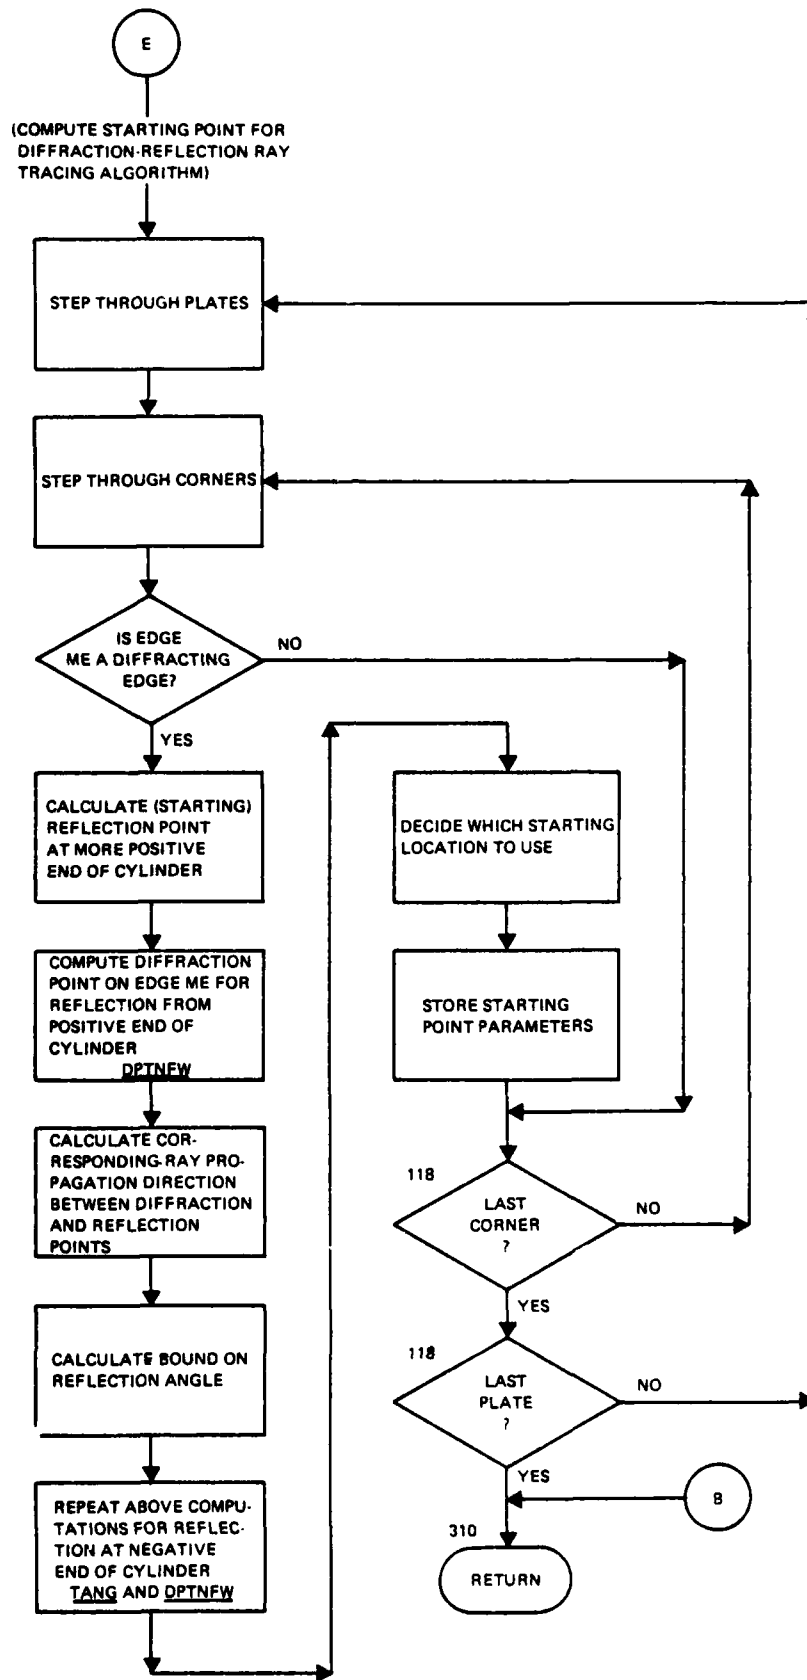 E
(COMPUTE STARTING POINT FOR
DIFFRACTION-REFLECTION RAY
TRACING ALGORITHM)
STEP THROUGH PLATES
STEP THROUGH CORNERS
IS EDGE
ME A DIFFRACTING
EDGE?
NO
YES
CALCULATE (STARTING)
REFLECTION POINT
AT MORE POSITIVE
END OF CYLINDER
COMPUTE DIFFRACTION
POINT ON EDGE ME FOR
REFLECTION FROM
POSITIVE END OF
CYLINDER
DPTNFW
CALCULATE COR-
RESPONDING-RAY PRO-
PAGATION DIRECTION
BETWEEN DIFFRACTION
AND REFLECTION
POINTS
CALCULATE BOUND ON
REFLECTION ANGLE
REPEAT ABOVE COMPU-
TATIONS FOR REFLEC-
TION AT NEGATIVE
END OF CYLINDER
TANG AND DPTNFW
DECIDE WHICH STARTING
LOCATION TO USE
STORE STARTING
POINT PARAMETERS
118
LAST
CORNER
?
NO
YES
118
LAST
PLATE
?
NO
YES
B
310
RETURN